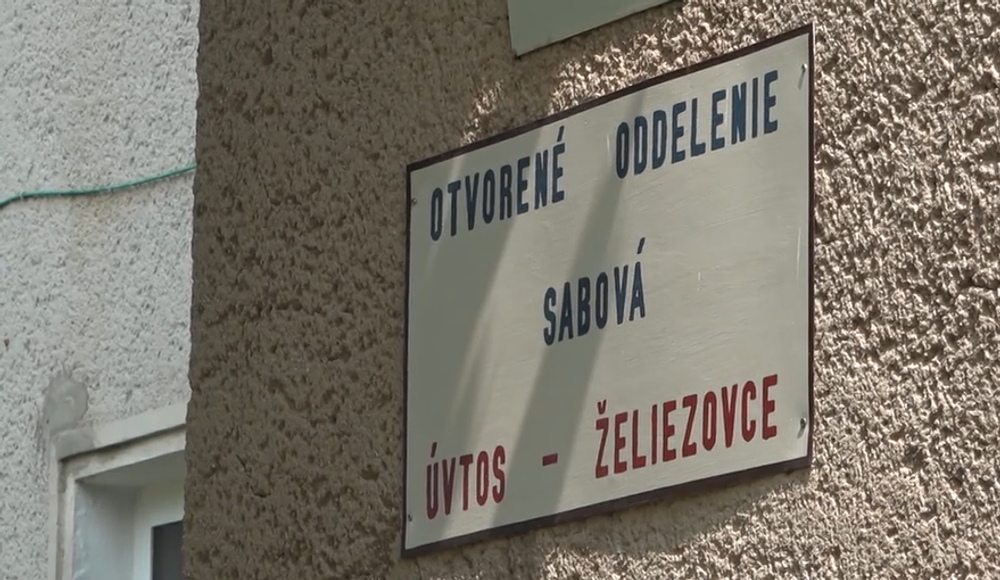 OTVORENÉ ODDELENIE
SABOVÁ
ÚVTOS - ŽELIEZOVCE